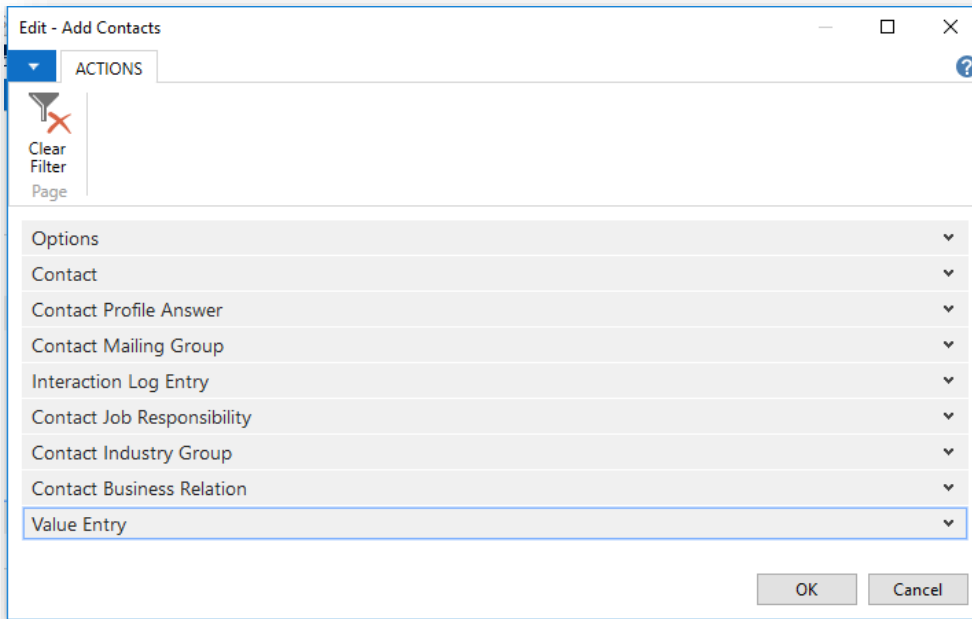 Edit - Add Contacts
ACTIONS
?
Clear
Filter
Page
Options
Contact
Contact Profile Answer
Contact Mailing Group
Interaction Log Entry
Contact Job Responsibility
Contact Industry Group
Contact Business Relation
Value Entry
OK Cancel